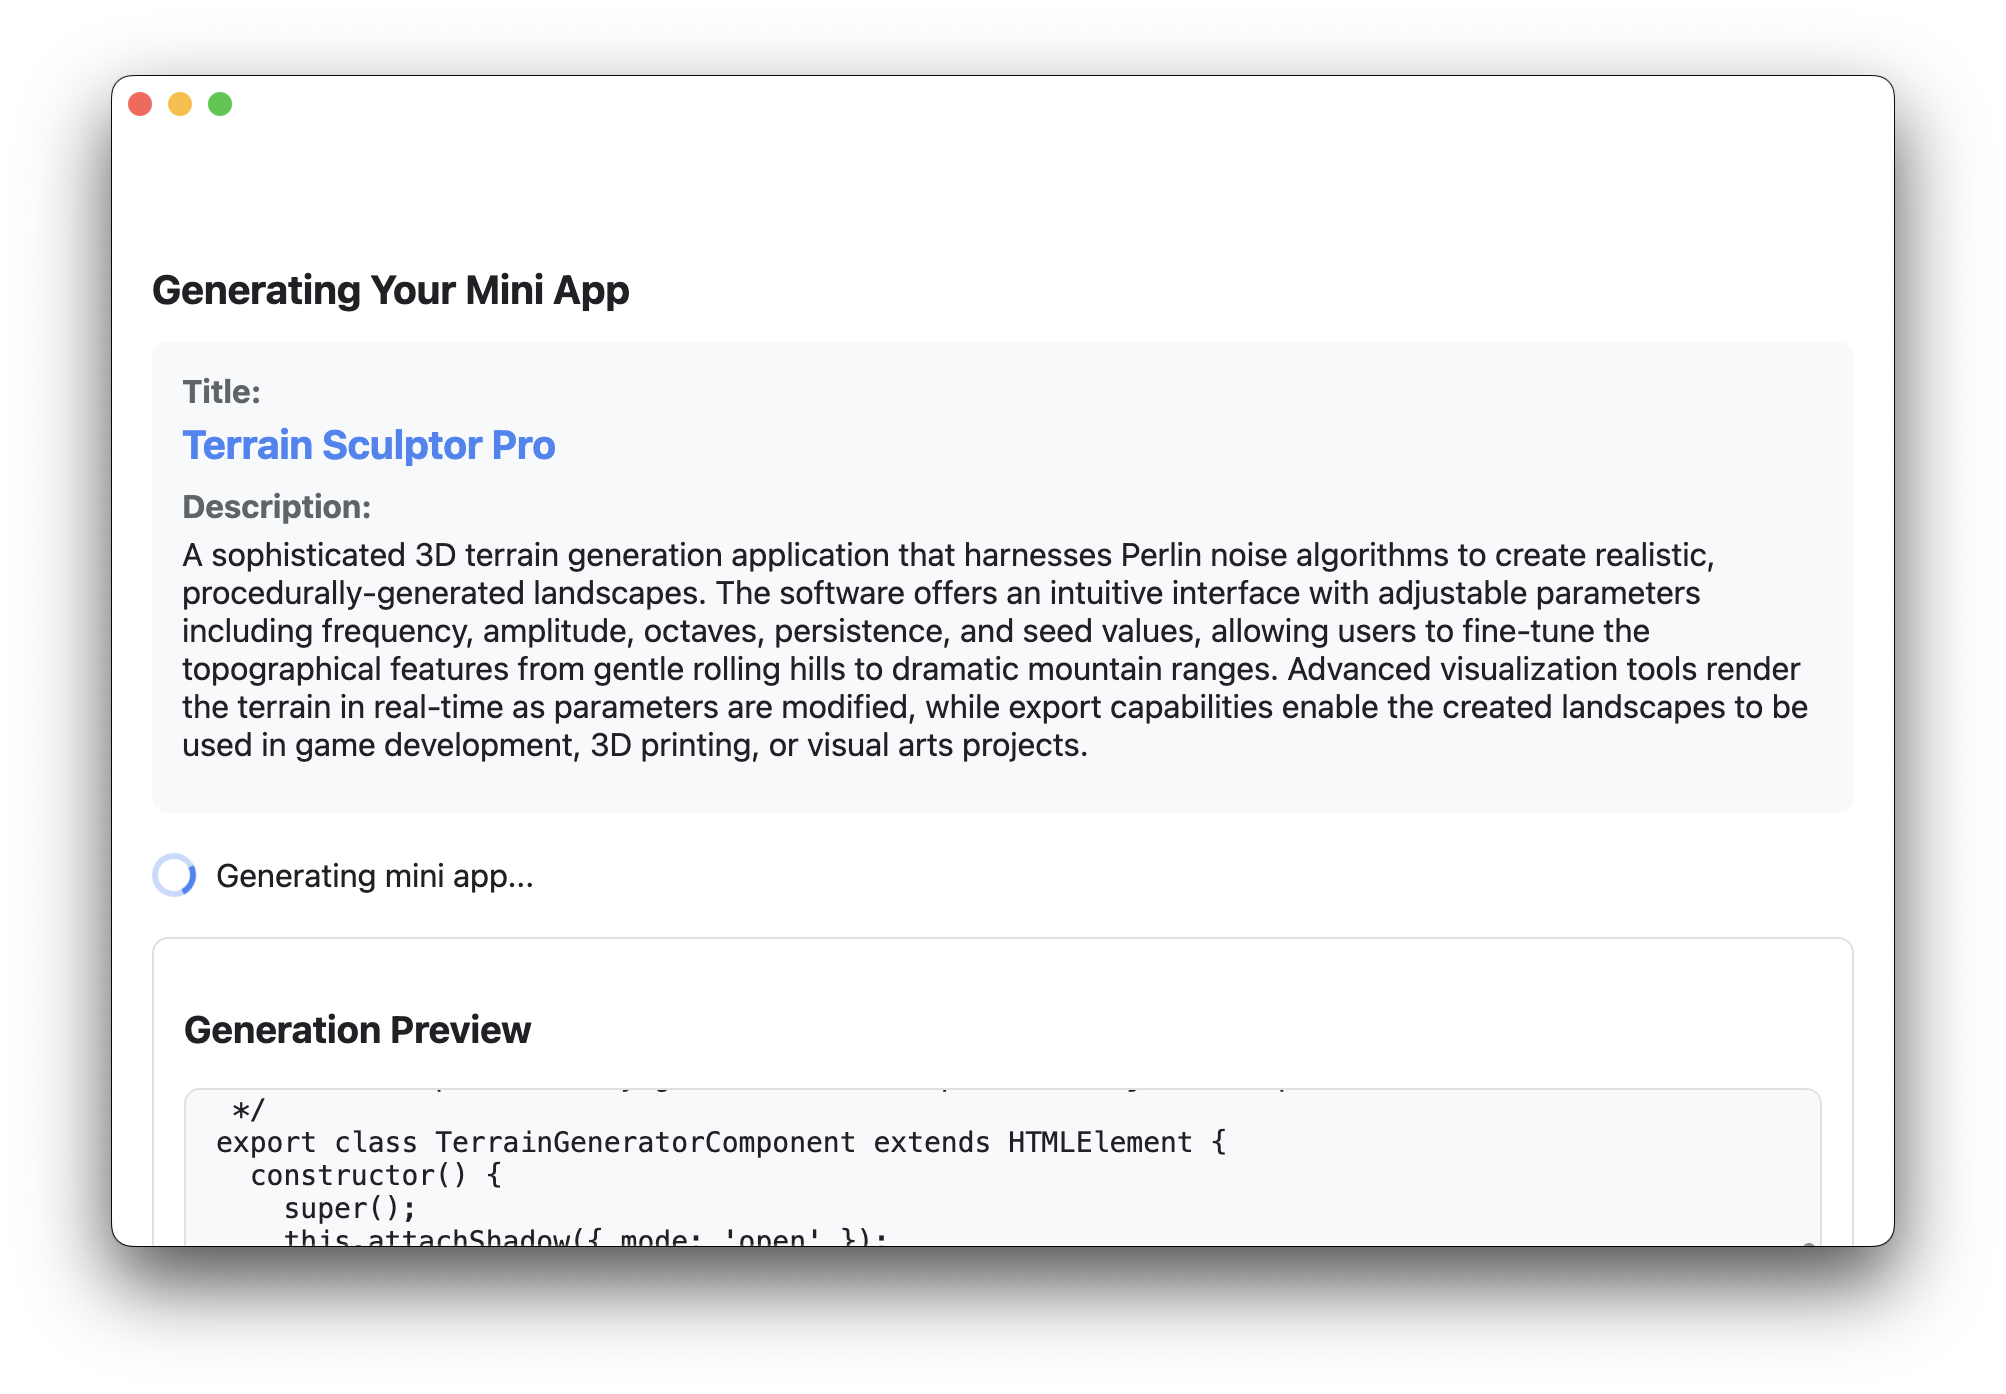 Generating Your Mini App
Title:
Terrain Sculptor Pro
Description:
A sophisticated 3D terrain generation application that harnesses Perlin noise algorithms to create realistic,
procedurally-generated landscapes. The software offers an intuitive interface with adjustable parameters
including frequency, amplitude, octaves, persistence, and seed values, allowing users to fine-tune the
topographical features from gentle rolling hills to dramatic mountain ranges. Advanced visualization tools render
the terrain in real-time as parameters are modified, while export capabilities enable the created landscapes to be
used in game development, 3D printing, or visual arts projects.
Generating mini app...
Generation Preview
*/
export class TerrainGeneratorComponent extends HTMLElement {
constructor() {
super();
this.attachShadow({ mode: 'open' });